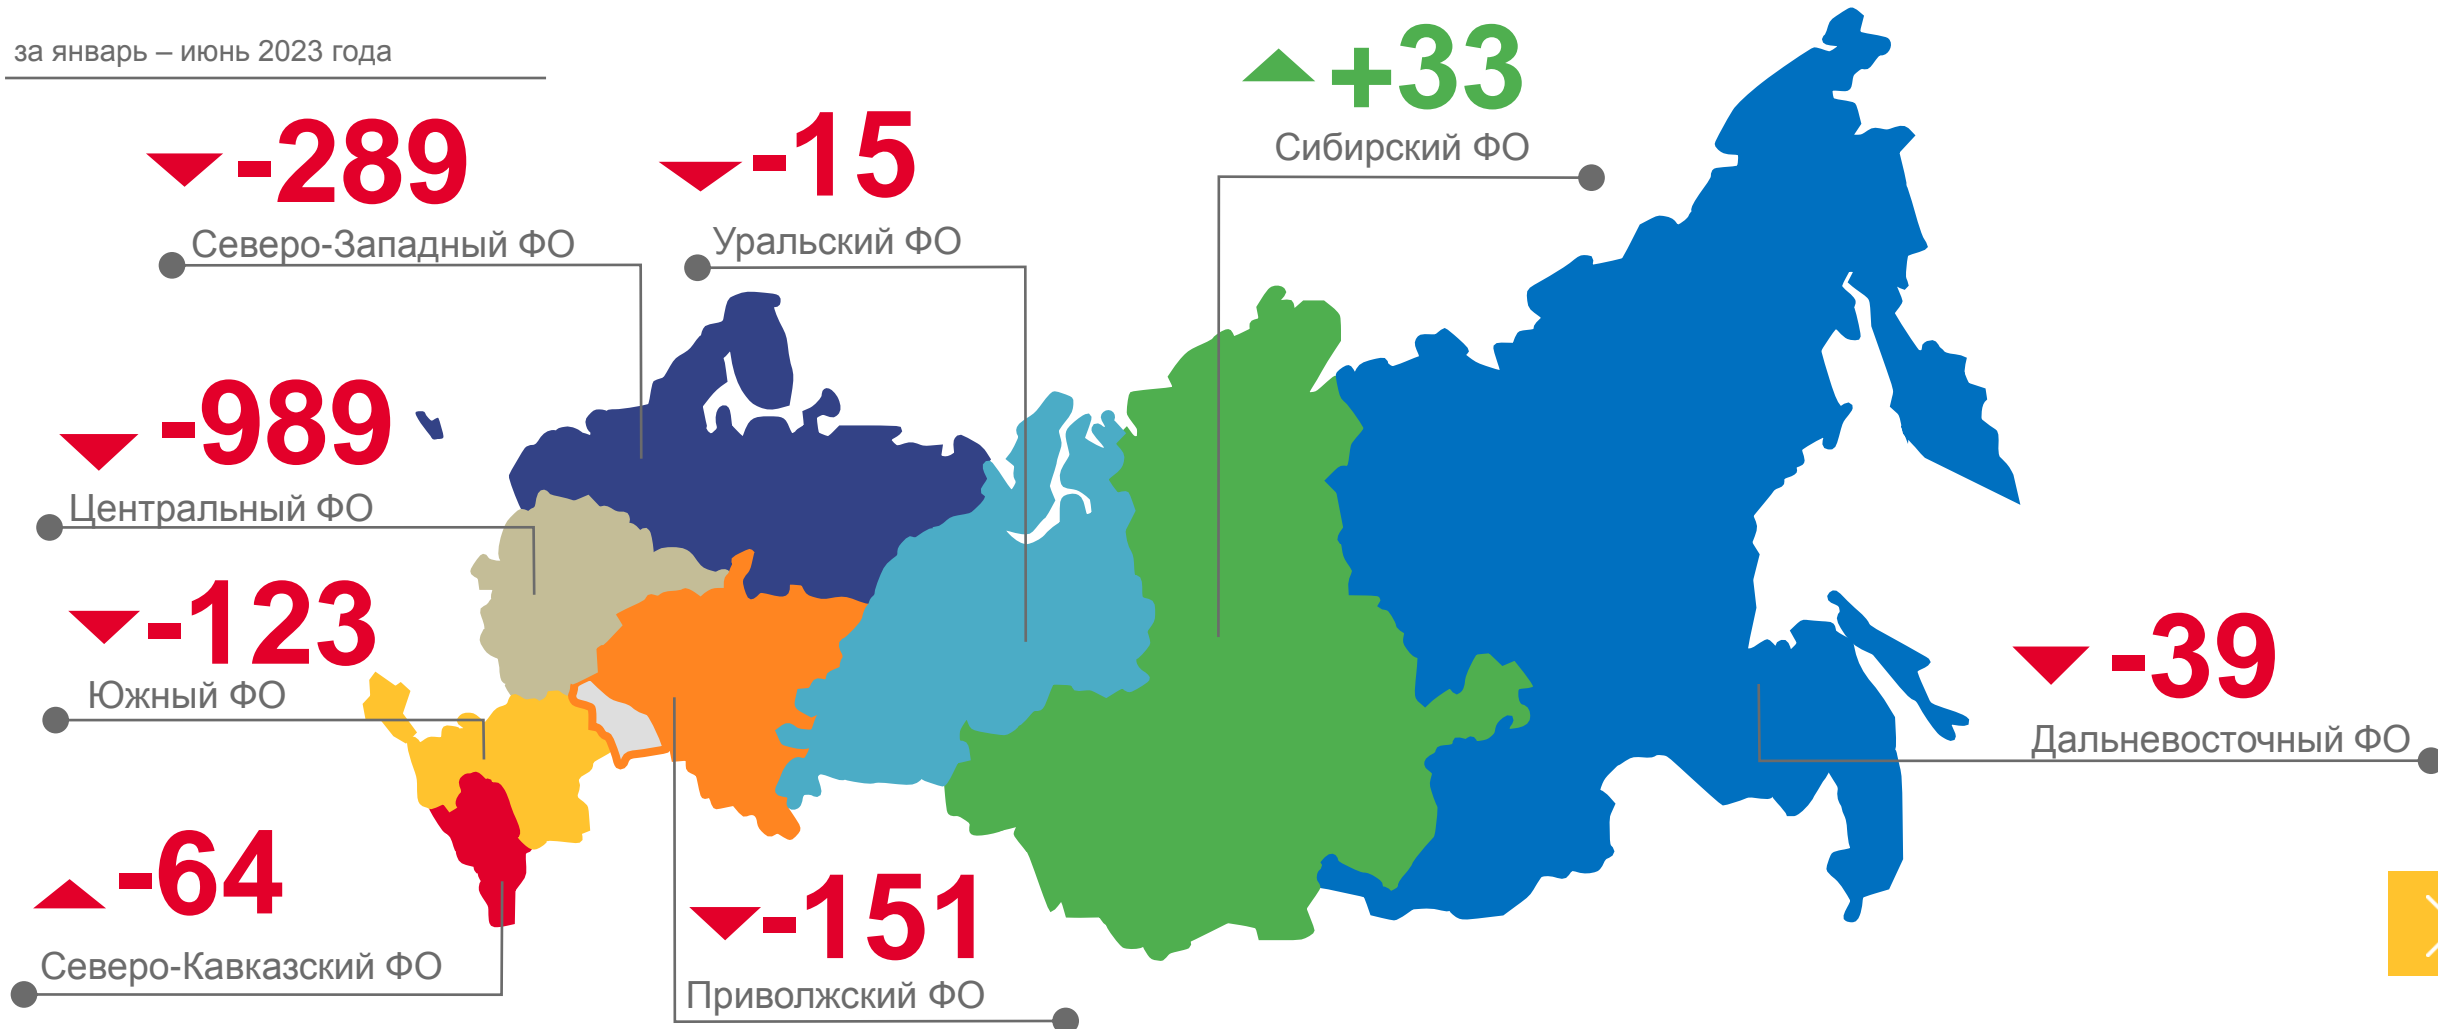 за январь – июнь 2023 года
+33
Сибирский ФО
-289
Северо-Западный ФО
-15
Уральский ФО
-989
Центральный ФО
-123
Южный ФО
-39
Дальневосточный ФО
-64
Северо-Кавказский ФО
-151
Приволжский ФО